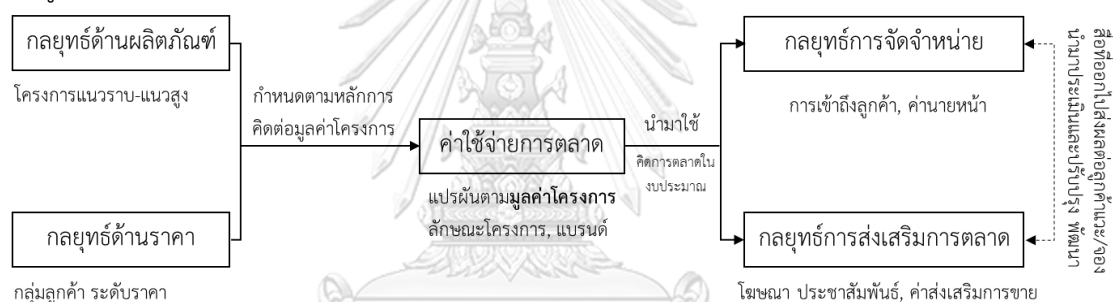 กลยุทธ์ด้านผลิตภัณฑ์
โครงการแนวราบ-แนวสูง
กลยุทธ์ด้านราคา
กลุ่มลูกค้า ระดับราคา
กำหนดตามหลักการ
คิดต่อมูลค่าโครงการ
ค่าใช้จ่ายการตลาด
แปรผันตามมูลค่าโครงการ
ลักษณะโครงการ, แบรนด์
นำมาใช้
คิดการตลาดใน
งบประมาณ
กลยุทธ์การจัดจำหน่าย
การเข้าถึงลูกค้า, ค่านายหน้า
กลยุทธ์การส่งเสริมการตลาด
โฆษณา ประชาสัมพันธ์, ค่าส่งเสริมการขาย
สื่อที่ออกไปส่งผลต่อลูกค้าแวะ/จอง
นำมาประเมินและปรับปรุง พัฒนา